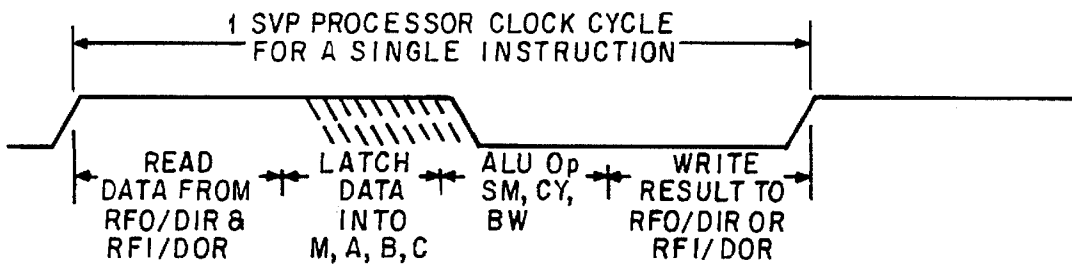 1 SVP PROCESSOR CLOCK CYCLE
FOR A SINGLE INSTRUCTION
READ
DATA FROM
RFO/DIR &
RFI/DOR
LATCH
DATA
INTO
M, A, B, C
ALU Op
SM, CY,
BW
WRITE
RESULT TO
RFO/DIR OR
RFI/DOR